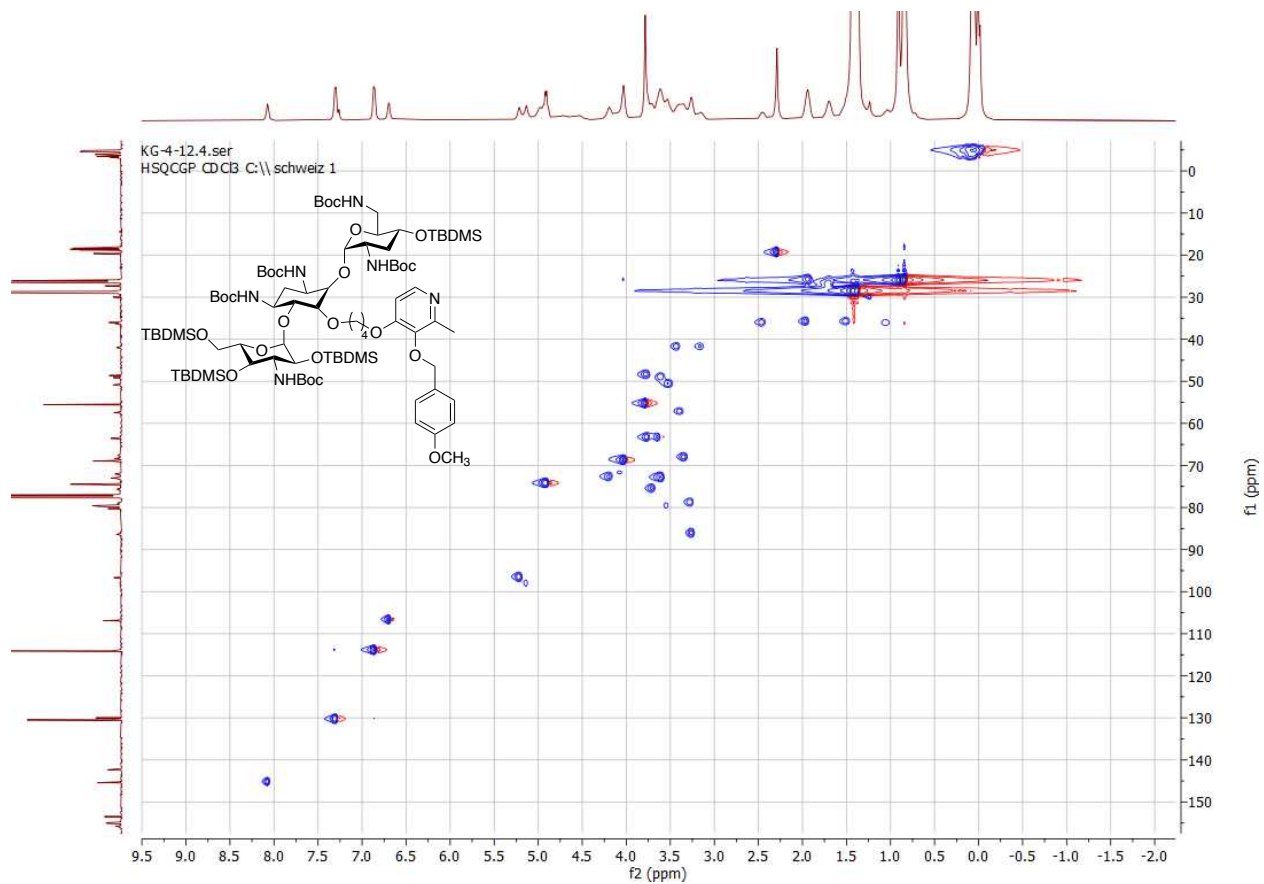 KG-4-12.4.ser
HSQCGP CDCl3 C:\\ schweiz 1
BocHN
O
OTBDMS
NHBoc
O
BocHN
BocHN
O
O
4
O
N
Me
O
TBDMSO
O
OTBDMS
TBDMSO
NHBoc
OCH3
0
10
20
30
40
50
60
70
80
90
100
110
120
130
140
150
f1 (ppm)
9.5 9.0 8.5 8.0 7.5 7.0 6.5 6.0 5.5 5.0 4.5 4.0 3.5 3.0 2.5 2.0 1.5 1.0 0.5 0.0 -0.5 -1.0 -1.5 -2.0
f2 (ppm)